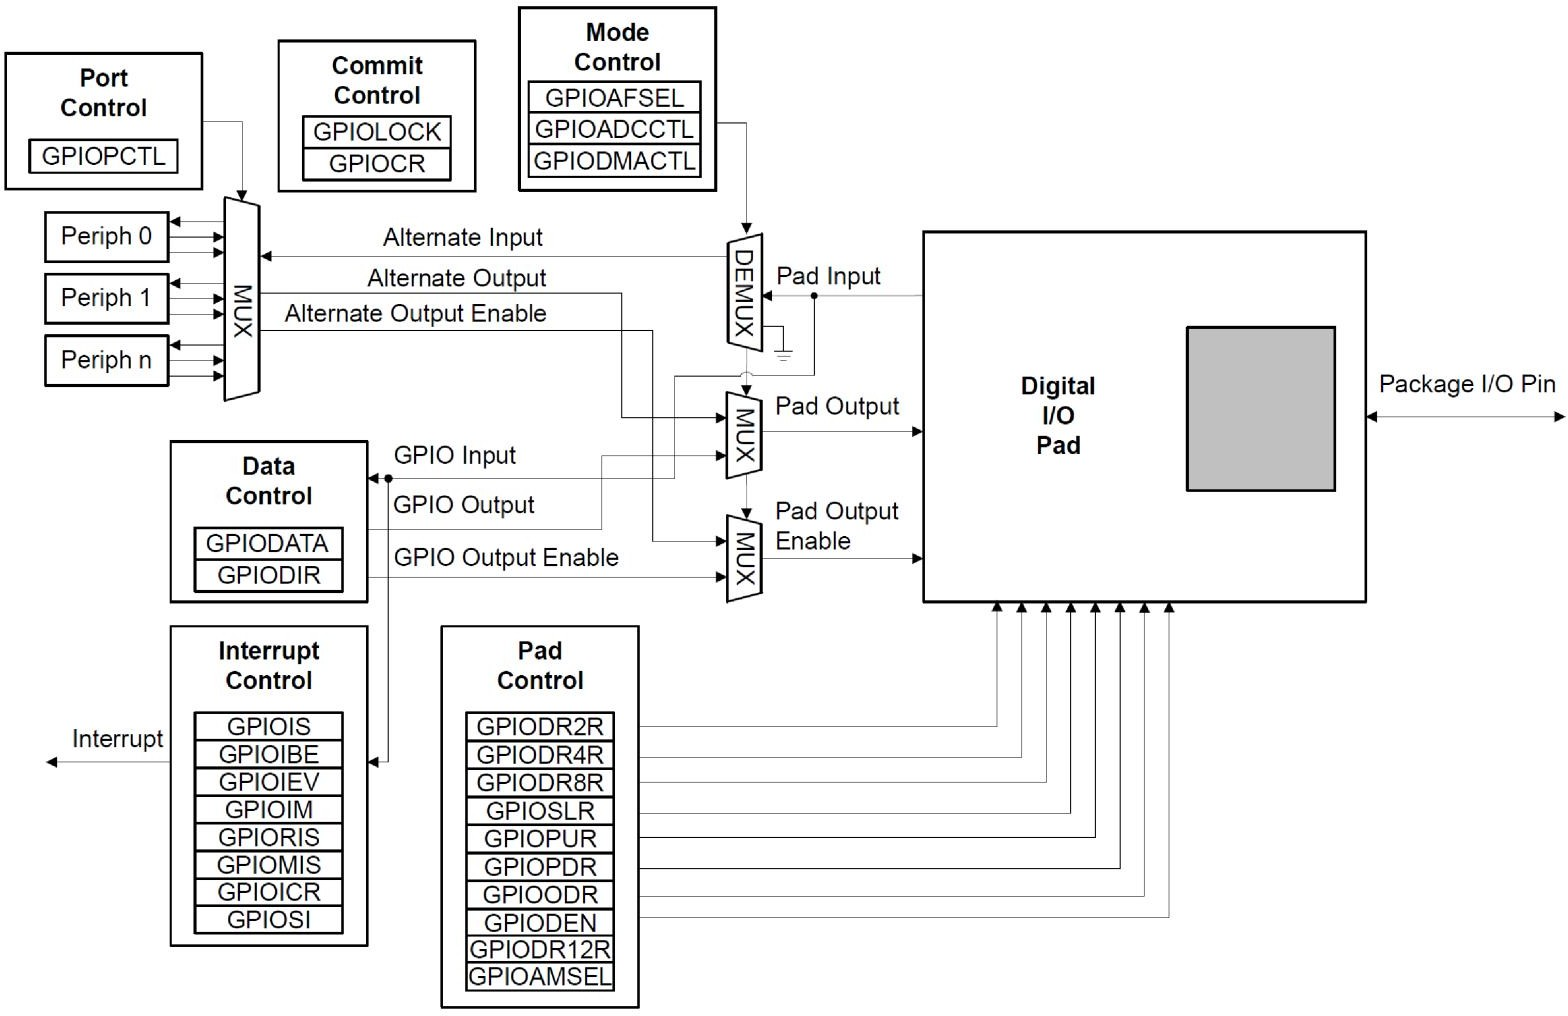 Port
Control
GPIOPCTL
Commit
Control
GPIOLOCK
GPIOCR
Mode
Control
GPIOAFSEL
GPIOADCCTL
GPIODMACTL
Periph 0
Periph 1
Periph n
MUX
Alternate Input
Alternate Output
Alternate Output Enable
DEMUX
Pad Input
MUX
Pad Output
MUX
Pad Output
Enable
Digital
I/O
Pad
Package I/O Pin
Data
Control
GPIODATA
GPIODIR
GPIO Input
GPIO Output
GPIO Output Enable
Interrupt
Control
GPIOIS
GPIOIBE
GPIOIEV
GPIOIM
GPIORIS
GPIOMIS
GPIOICR
GPIOSI
Interrupt
Pad
Control
GPIODR2R
GPIODR4R
GPIODR8R
GPIOSLR
GPIOPUR
GPIOPDR
GPIOODR
GPIODEN
GPIODR12R
GPIOAMSEL